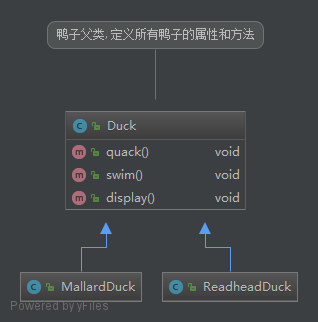 鸭子父类,定义所有鸭子的属性和方法
C Duck
m quack() void
m swim() void
m display() void
C MallardDuck
C ReadheadDuck
Powered by yFiles